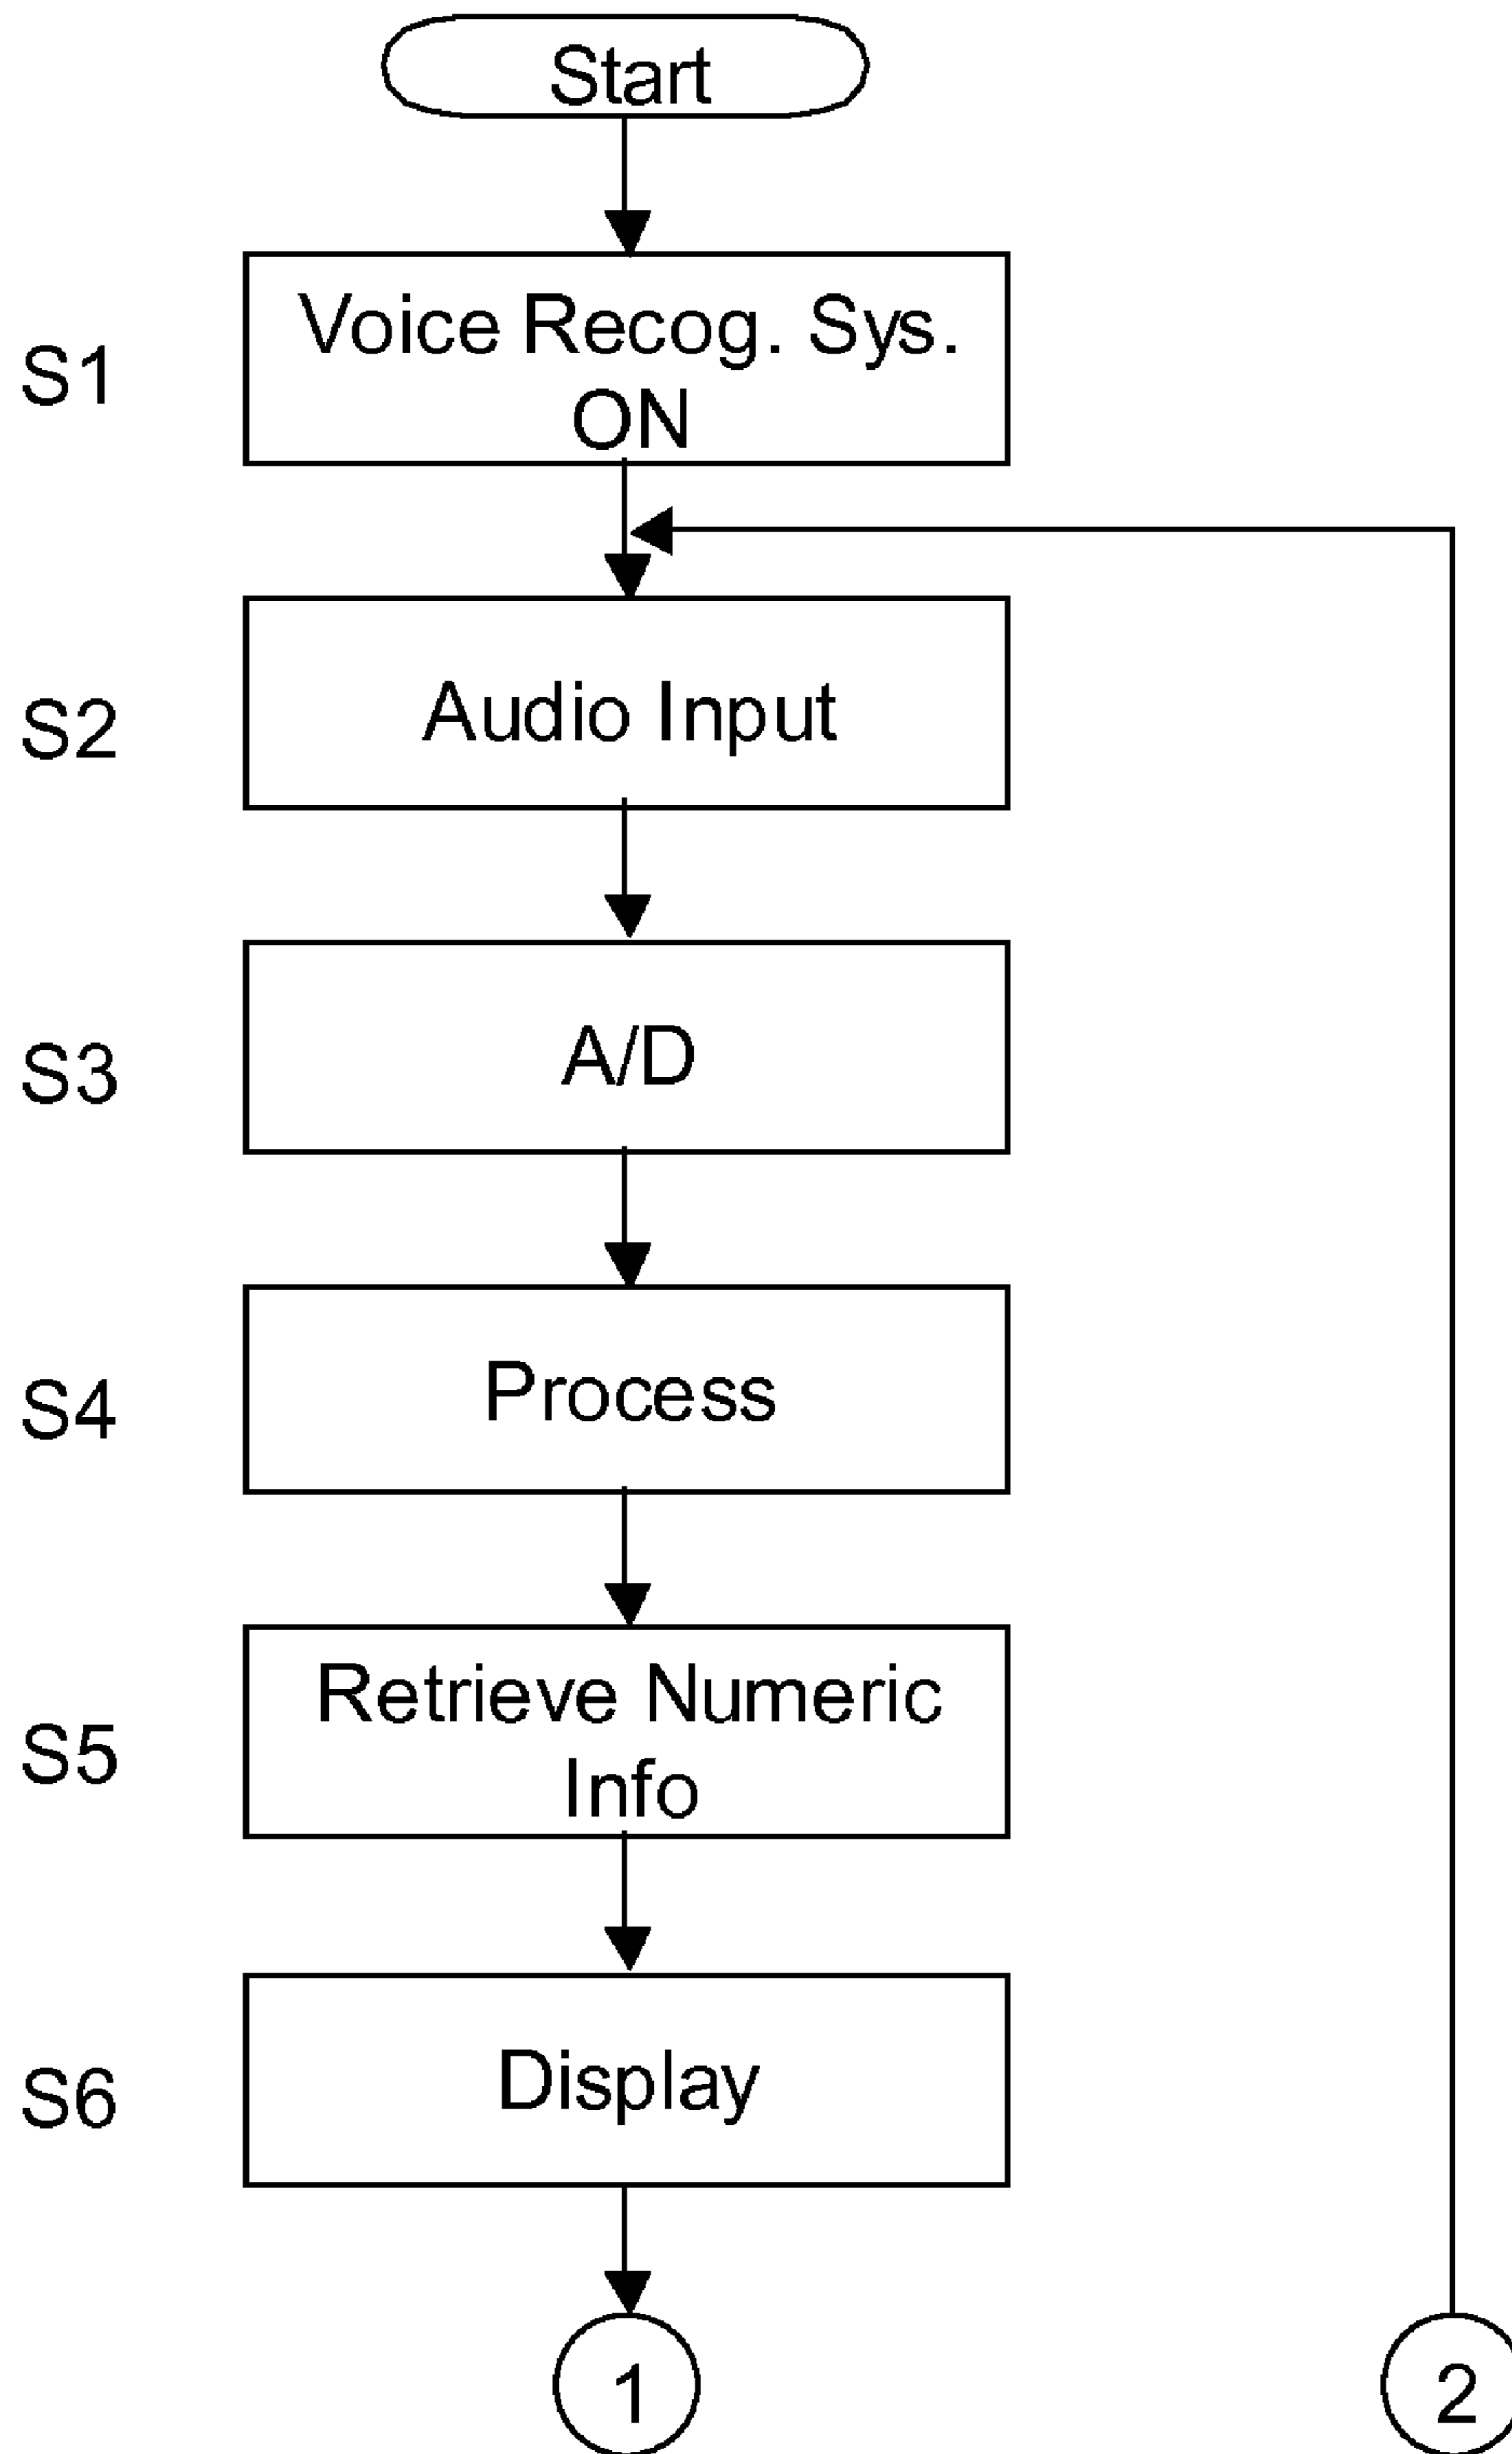 Start
S1
Voice Recog. Sys.
ON
S2
Audio Input
S3
A/D
S4
Process
S5
Retrieve Numeric
Info
S6
Display
1
2